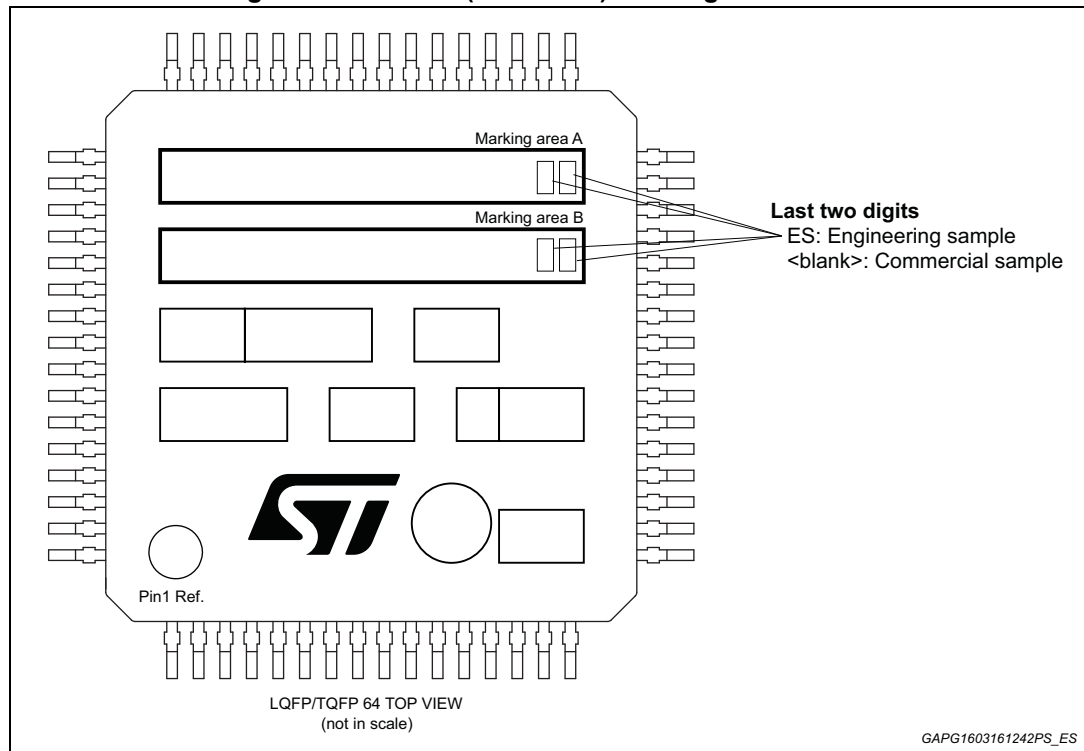 Marking area A
Marking area B
Last two digits
ES: Engineering sample
<blank>: Commercial sample
ST
Pin1 Ref.
LQFP/TQFP 64 TOP VIEW
(not in scale)
GAPG1603161242PS_ES